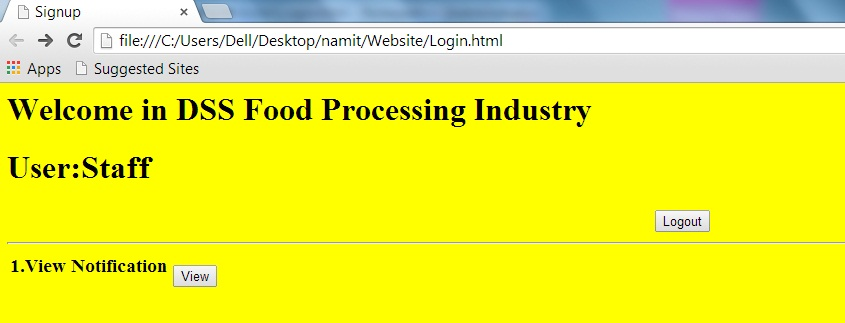 Signup
file:///C:/Users/Dell/Desktop/namit/Website/Login.html
Apps Suggested Sites
Welcome in DSS Food Processing Industry
User:Staff
Logout
1.View Notification View